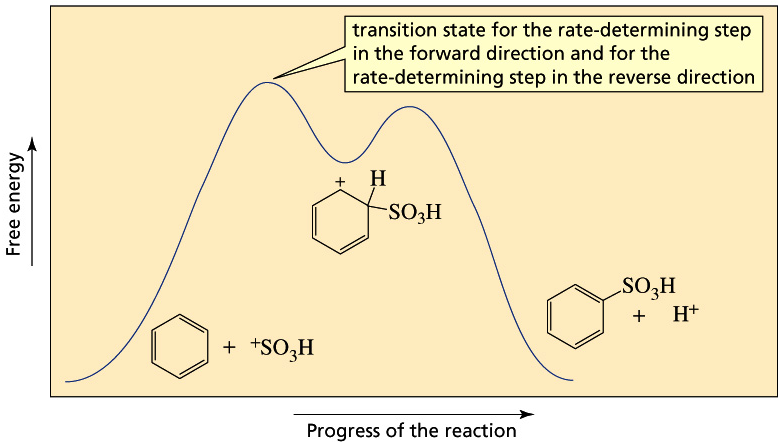 transition state for the rate-determining step
in the forward direction and for the
rate-determining step in the reverse direction
Free energy
+ H
SO₃H
SO₃H
+ H⁺
+ ⁺SO₃H
Progress of the reaction